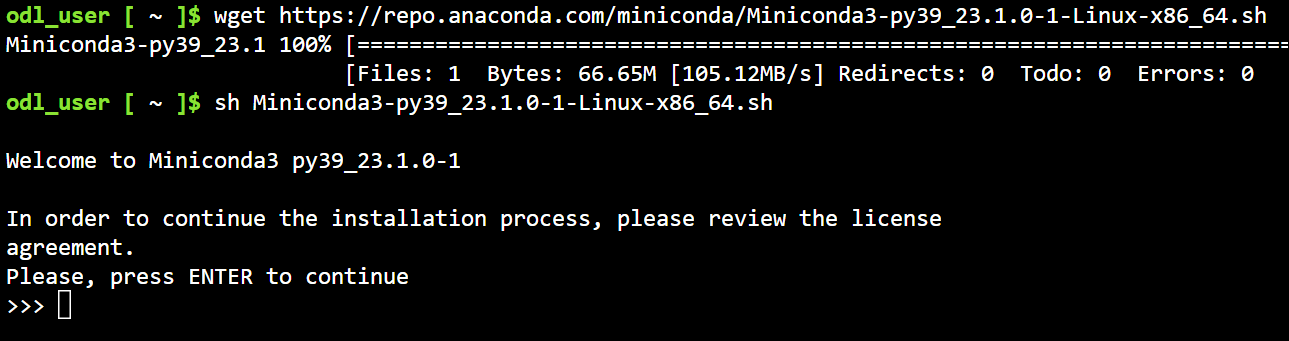 odl_user [ ~ ]$ wget https://repo.anaconda.com/miniconda/Miniconda3-py39_23.1.0-1-Linux-x86_64.sh
Miniconda3-py39_23.1 100% [=======================================================================
[Files: 1  Bytes: 66.65M [105.12MB/s] Redirects: 0  Todo: 0  Errors: 0
odl_user [ ~ ]$ sh Miniconda3-py39_23.1.0-1-Linux-x86_64.sh
Welcome to Miniconda3 py39_23.1.0-1
In order to continue the installation process, please review the license
agreement.
Please, press ENTER to continue
>>>